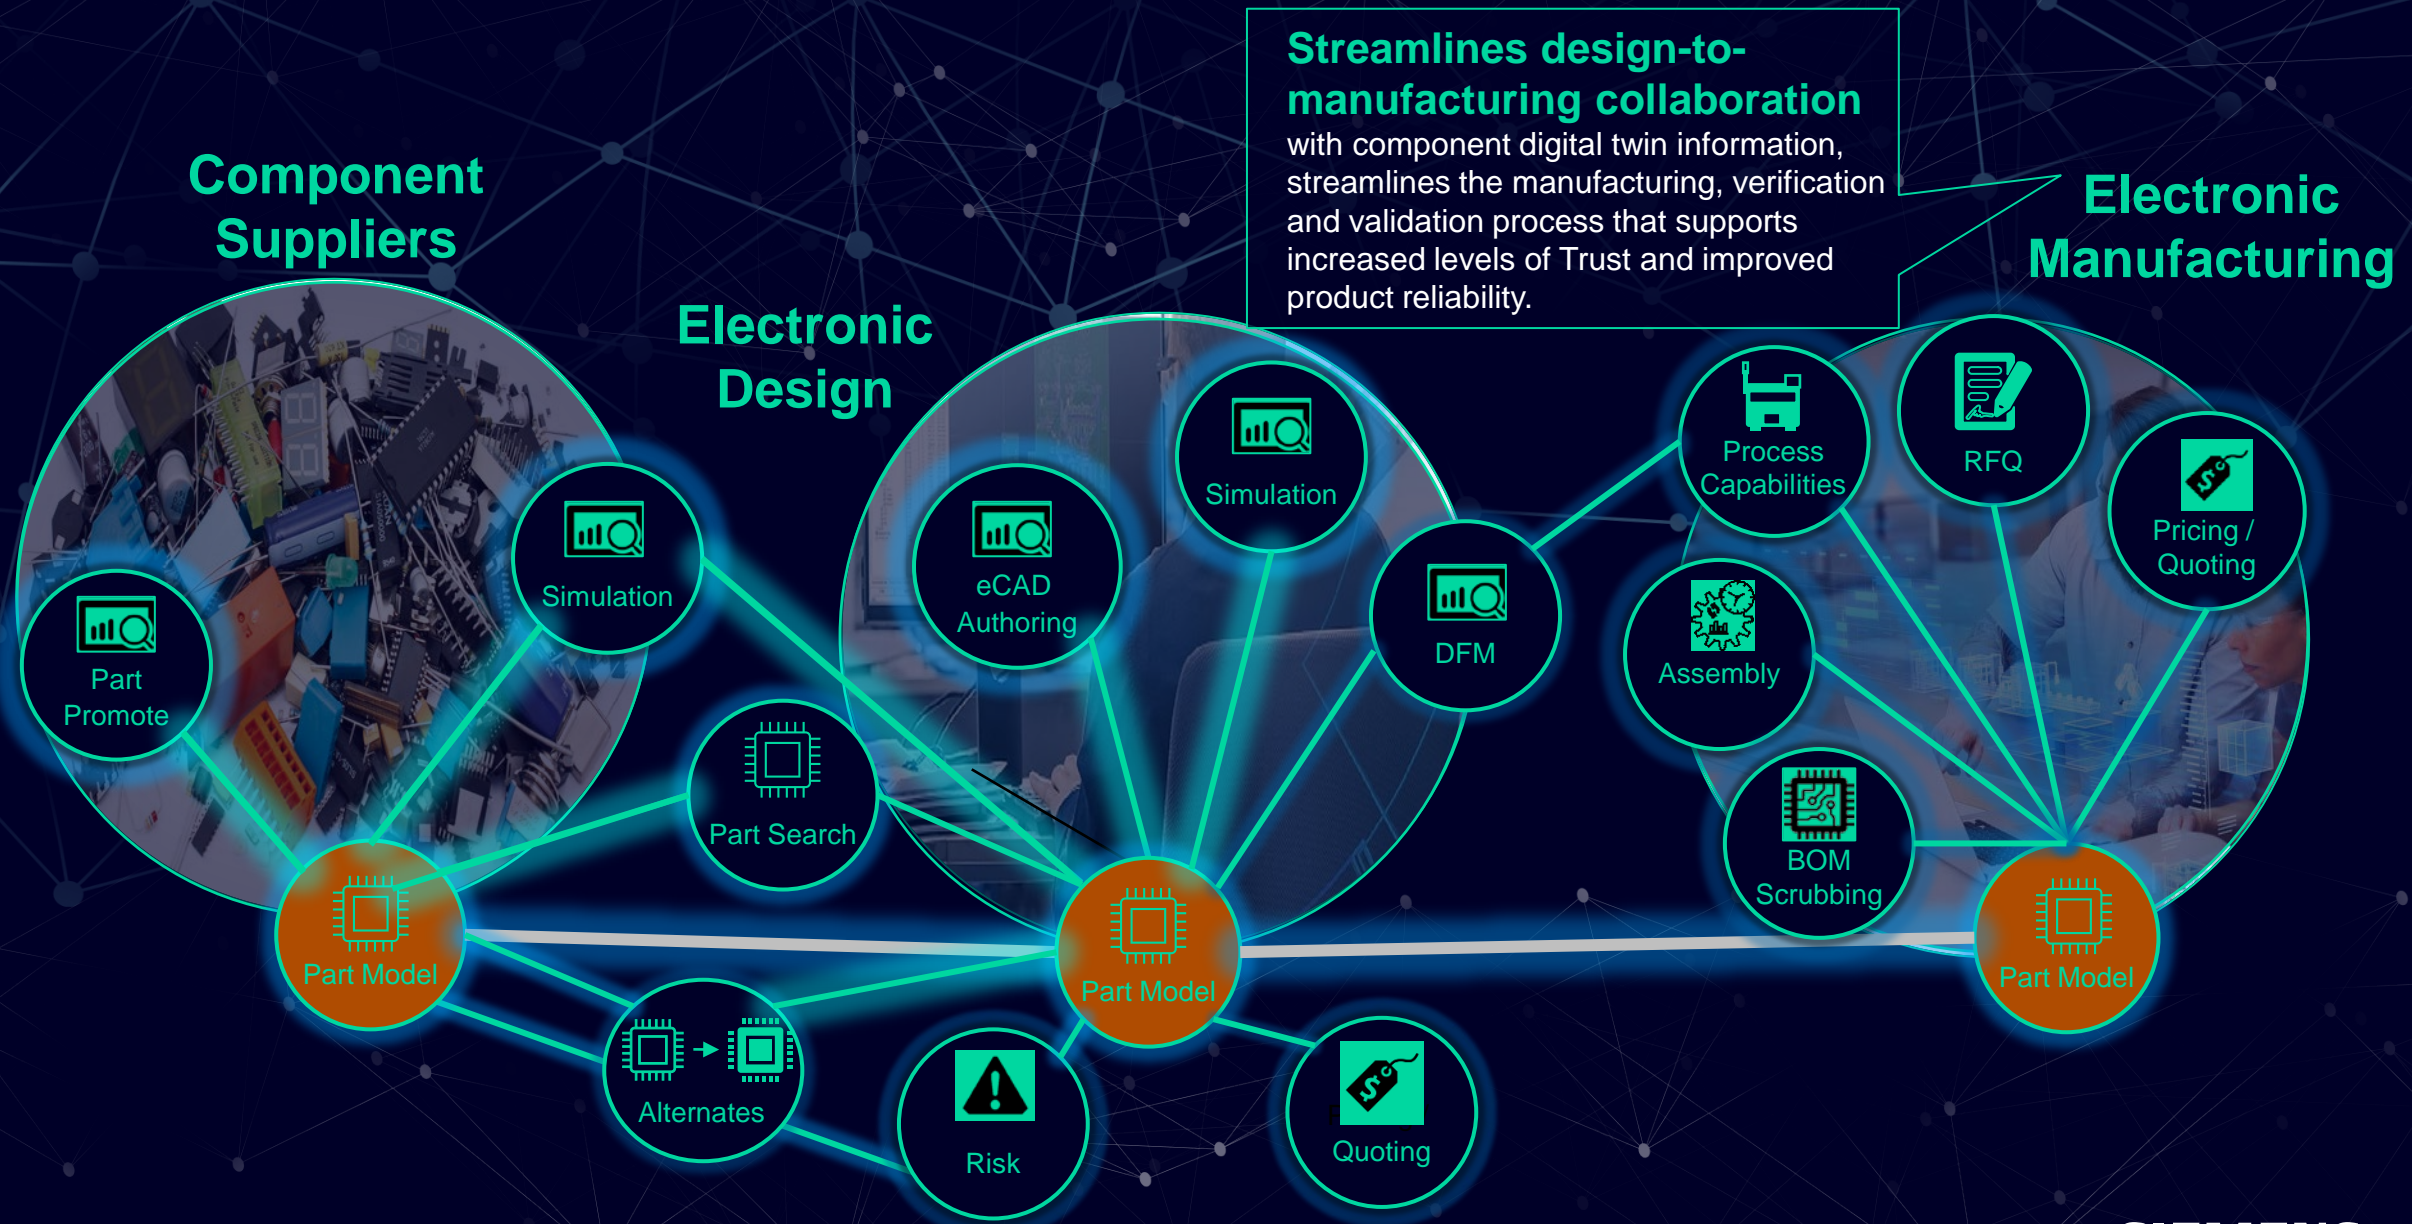 Streamlines design-to-
manufacturing collaboration
with component digital twin information,
streamlines the manufacturing, verification
and validation process that supports
increased levels of Trust and improved
product reliability.
Component
Suppliers
Electronic
Design
Electronic
Manufacturing
Part
Promote
Simulation
Part Search
Part Model
Alternates
eCAD
Authoring
Simulation
DFM
Part Model
Risk
Quoting
Process
Capabilities
RFQ
Pricing /
Quoting
Assembly
BOM
Scrubbing
Part Model